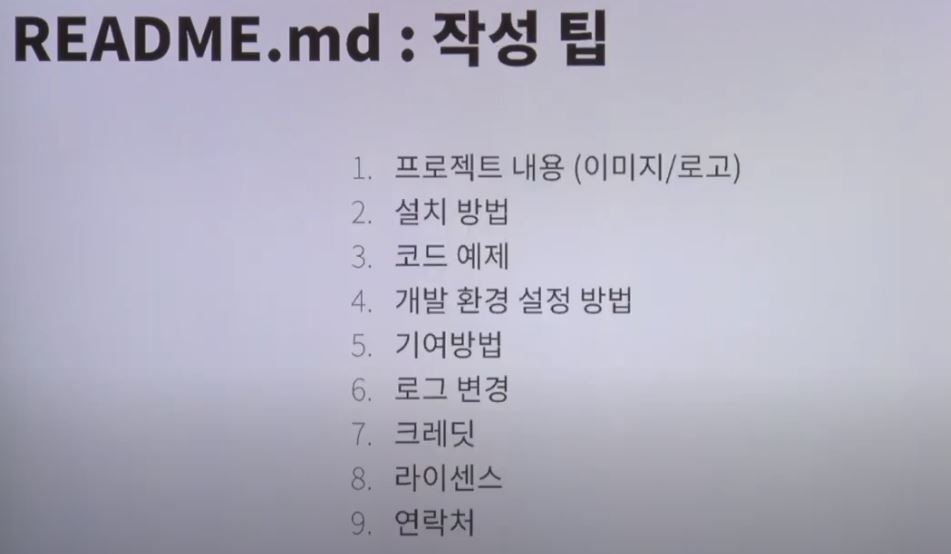 README.md : 작성 팁
1. 프로젝트 내용 (이미지/로고)
2. 설치 방법
3. 코드 예제
4. 개발 환경 설정 방법
5. 기여방법
6. 로그 변경
7. 크레딧
8. 라이센스
9. 연락처